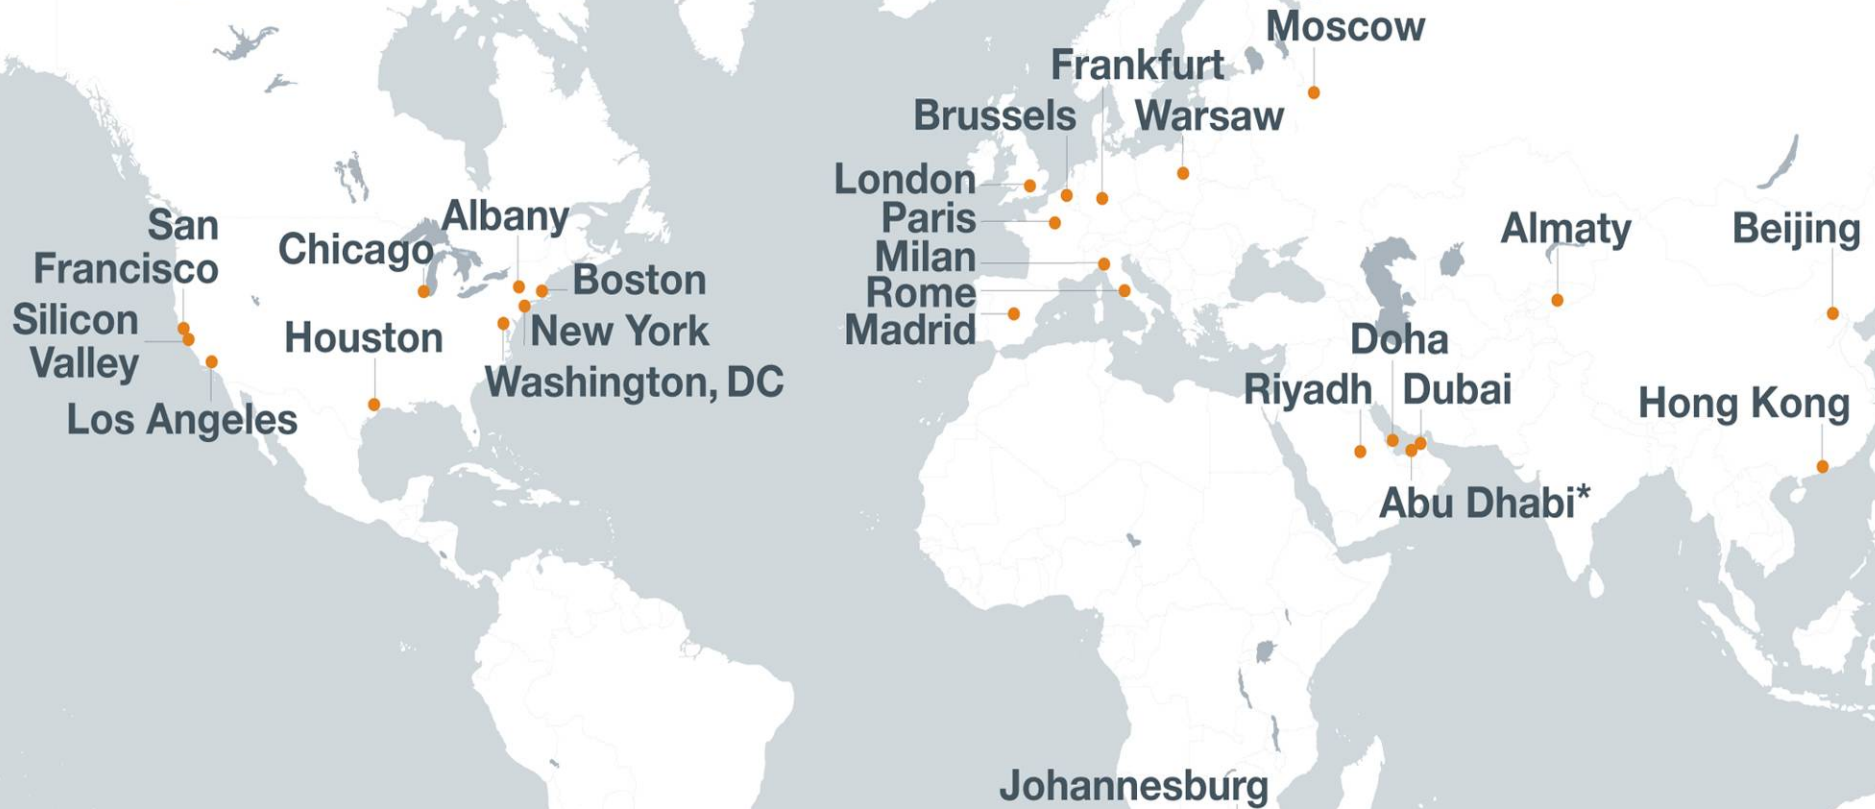 Moscow
Frankfurt
Brussels
Warsaw
London
Paris
Milan
Rome
Madrid
San
Francisco
Silicon
Valley
Los Angeles
Chicago
Houston
Albany
Boston
New York
Washington, DC
Almaty
Beijing
Doha
Riyadh
Dubai
Abu Dhabi*
Hong Kong
Johannesburg